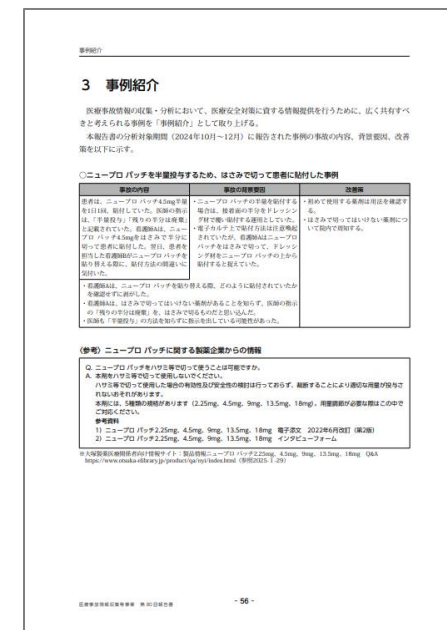 事例紹介
3 事例紹介
医療事故情報の収集・分析において、医療安全対策に資する情報提供を行うために、広く共有すべ
きと考えられる事例を「事例紹介」として取り上げる。
本報告書の分析対象期間（2024年10月～12月）に報告された事例の事故の内容、背景要因、改善
策を以下に示す。
○ニュープロ パッチを半量投与するため、はさみで切って患者に貼付した事例
事故の内容
事故の背景要因
改善策
患者は、ニュープロ パッチ4.5mg半量
を1日1回、貼付していた。医師の指示
は、「半量投与」「残りの半分は廃棄」
と記載されていた。看護師Aは、ニュー
プロ パッチ4.5mgをはさみで半分に
切って患者に貼付した。翌日、患者を
担当した看護師Bがニュープロ パッチを
貼り替える際に、貼付方法の間違いに
気付いた。
・ニュープロ パッチの半量を貼付する
場合は、接着面の半分をドレッシン
グ材で覆い貼付する運用としていた。
・電子カルテ上で貼付方法は注意喚起
されていたが、看護師Aはニュープロ
パッチをはさみで切って、ドレッシ
ング材をニュープロ パッチの上から
貼付すると捉えていた。
・初めて使用する薬剤は用法を確認す
る。
・はさみで切ってはいけない薬剤につ
いて院内で周知する。
・看護師Aは、ニュープロ パッチを貼り替える際、どのように貼付されていたか
を確認せずに剥がした。
・看護師Aは、はさみで切ってはいけない薬剤があることを知らず、医師の指示
の「残りの半分は廃棄」を、はさみで切るものだと思い込んだ。
・医師も「半量投与」の方法を知らずに指示を出している可能性があった。
〈参考〉ニュープロ パッチに関する製薬企業からの情報
Q. ニュープロ パッチをハサミ等で切って使うことは可能ですか。
A. 本剤をハサミ等で切って使用しないでください。
ハサミ等で切って使用した場合の有効性及び安全性の検討は行っておらず、裁断することにより適切な用量が投与さ
れないおそれがあります。
本剤には、5種類の規格があります（2.25mg、4.5mg、9mg、13.5mg、18mg）。用量調節が必要な際はこの中で
ご対応ください。
参考資料
1）ニュープロ パッチ2.25mg、4.5mg、9mg、13.5mg、18mg 電子添文 2022年6月改訂（第2版）
2）ニュープロ パッチ2.25mg、4.5mg、9mg、13.5mg、18mg インタビューフォーム
※大塚製薬医療関係者向け情報サイト：製品情報ニュープロ パッチ2.25mg、4.5mg、9mg、13.5mg、18mg Q&A
https://www.otsuka-elibrary.jp/product/qa/nyi/index.html（参照2025-1-29）
医療事故情報収集等事業 第80回報告書
- 56 -